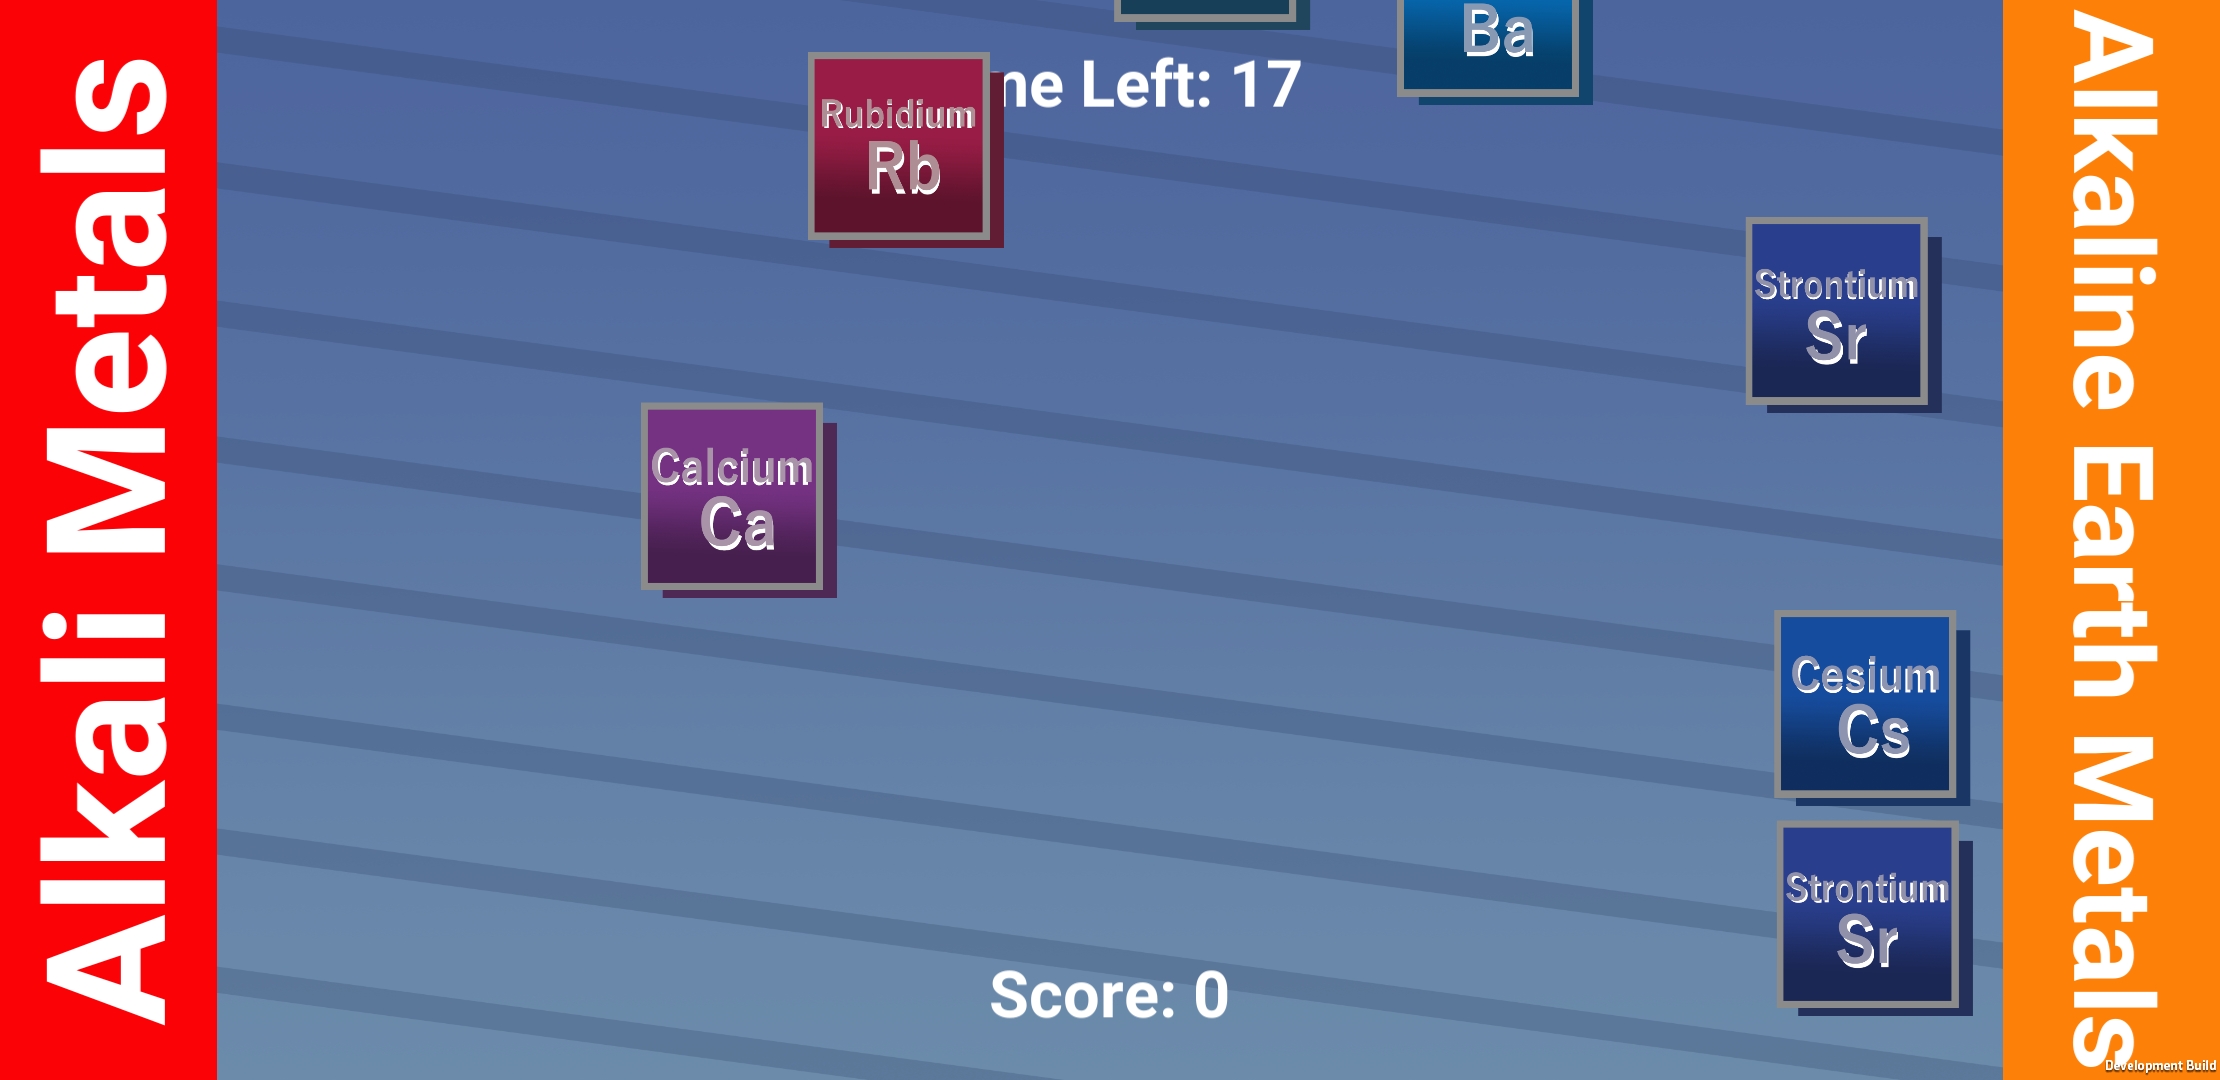 Alkali Metals
Ba
ne Left: 17
Rubidium
Rb
Strontium
Sr
Calcium
Ca
Cesium
Cs
Strontium
Sr
Score: 0
Alkaline Earth Metals
Development Build